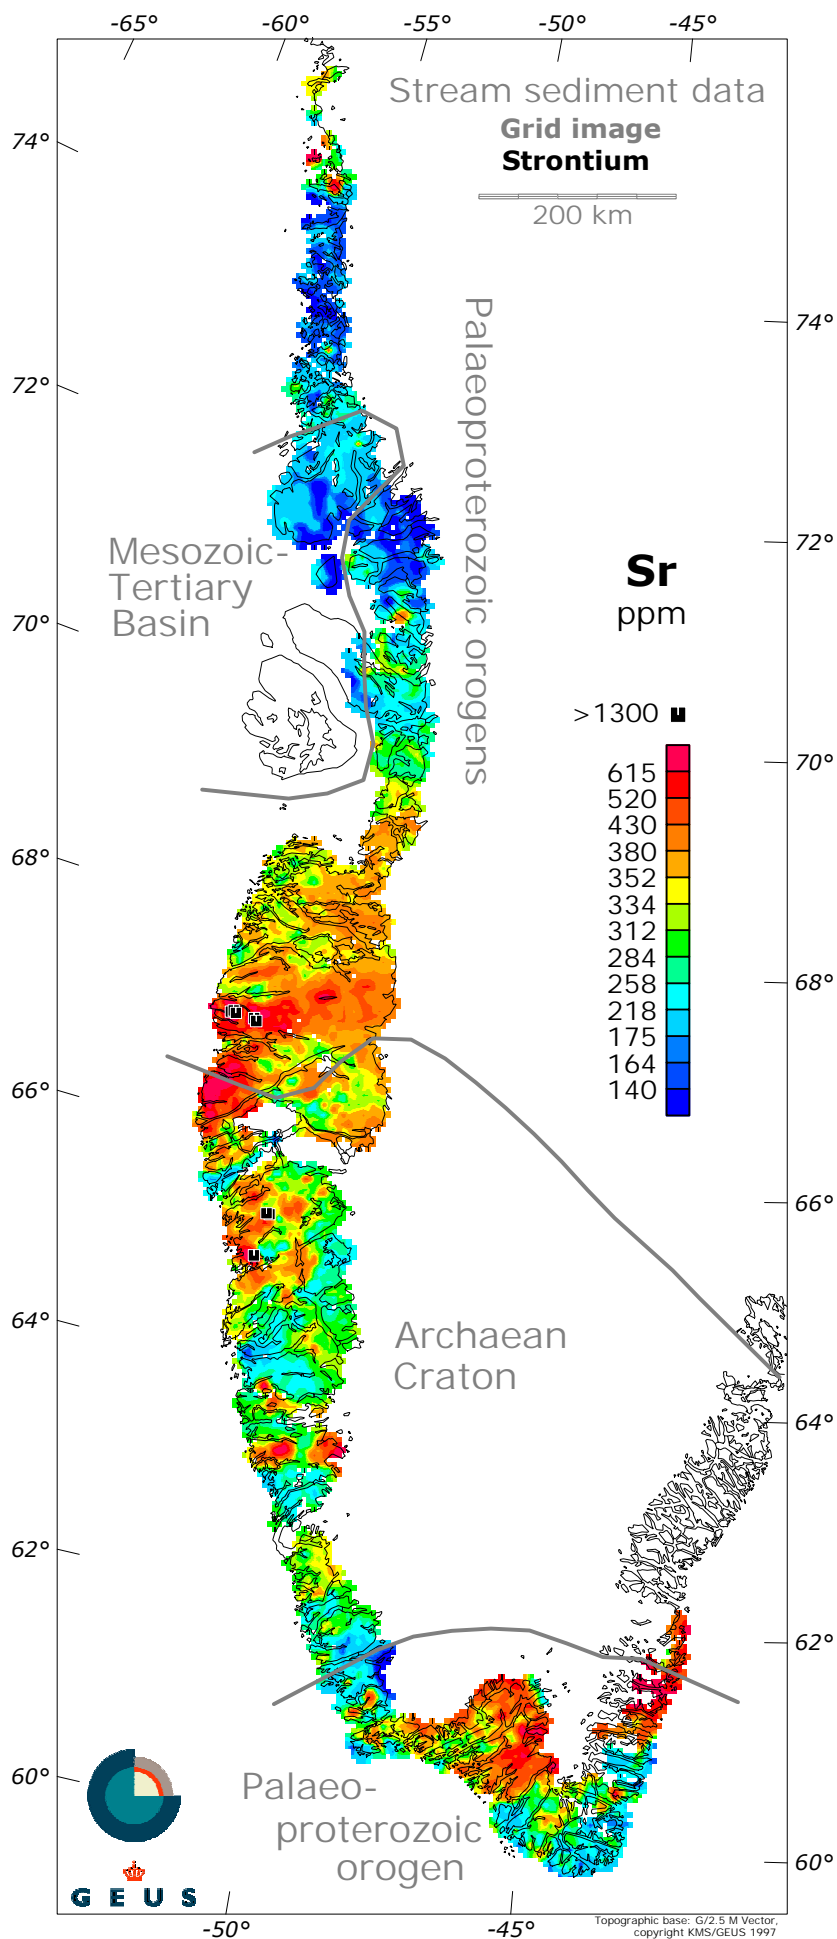 -65° -60° -55° -50° -45°
Stream sediment data
Grid image
Strontium
200 km
74°
74°
72°
72°
70°
70°
68°
68°
66°
66°
64°
64°
62°
62°
60°
60°
Palaeoproterozoic orogens
Mesozoic-
Tertiary
Basin
Sr
ppm
>1300
615
520
430
380
352
334
312
284
258
218
175
164
140
Archaean
Craton
Palaeo-
proterozoic
orogen
GEUS
-50° -45°
Topographic base: G/2.5 M Vector,
copyright KMS/GEUS 1997